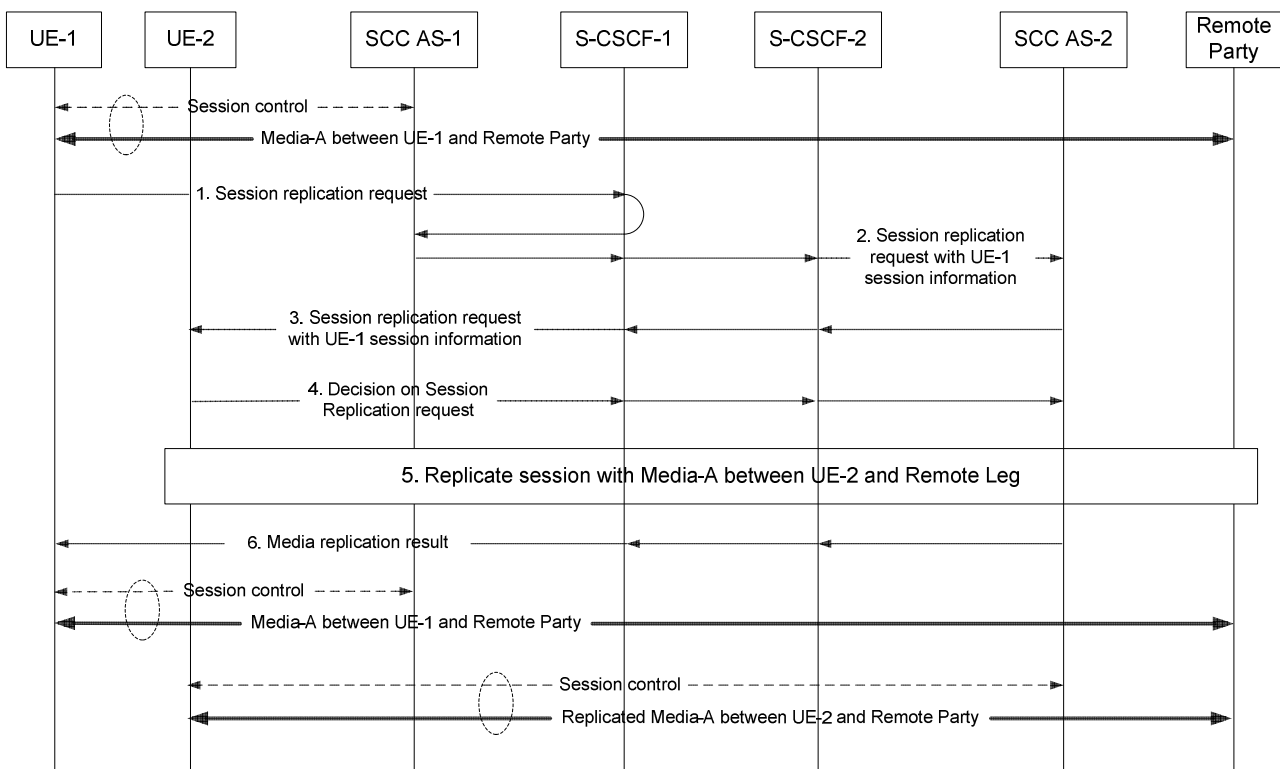 UE-1
UE-2
SCC AS-1
S-CSCF-1
S-CSCF-2
SCC AS-2
Remote
Party
Session control
Media-A between UE-1 and Remote Party
1. Session replication request
2. Session replication
request with UE-1
session information
3. Session replication request
with UE-1 session information
4. Decision on Session
Replication request
5. Replicate session with Media-A between UE-2 and Remote Leg
6. Media replication result
Session control
Media-A between UE-1 and Remote Party
Session control
Replicated Media-A between UE-2 and Remote Party